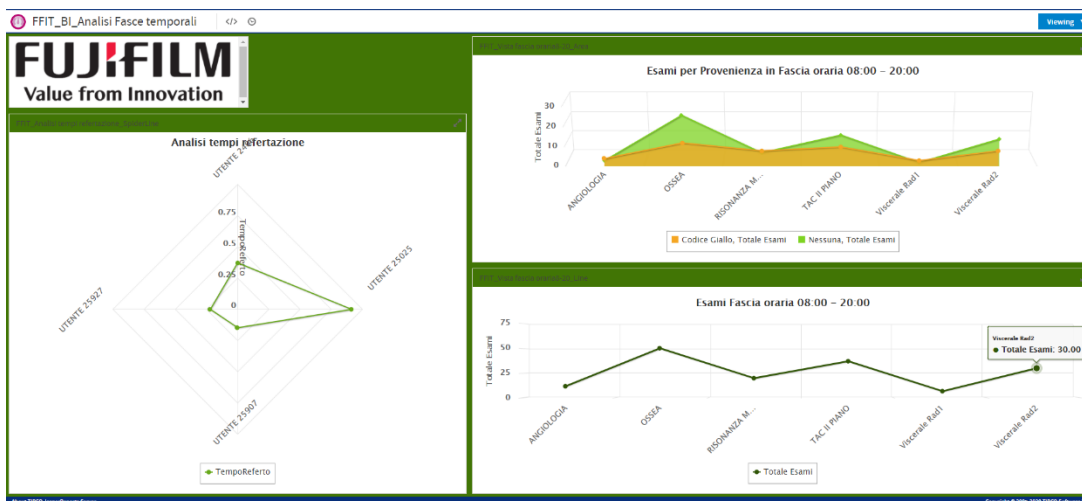 FFIT_BI_Analisi Fasce temporali
</>
Viewing
FUJIFILM
Value from Innovation
FFIT_Analisi tempi refertazione_SpiderLine
Analisi tempi refertazione
UTENTE
0.75
0.5
0.25
0
TempoReferto
UTENTE 25025
UTENTE 25927
UTENTE 25907
TempoReferto
Esami per Provenienza in Fascia oraria 08:00 – 20:00
Totale Esami
30
20
10
0
ANGIOLOGIA
OSSEA
RISONANZA M...
TAC II PIANO
Viscerale Rad1
Viscerale Rad2
Codice Giallo, Totale Esami
Nessuna, Totale Esami
Esami Fascia oraria 08:00 – 20:00
Totale Esami
75
50
25
0
Viscerale Rad2
Totale Esami: 30.00
ANGIOLOGIA
OSSEA
RISONANZA M...
TAC II PIANO
Viscerale Rad1
Viscerale Rad2
Totale Esami